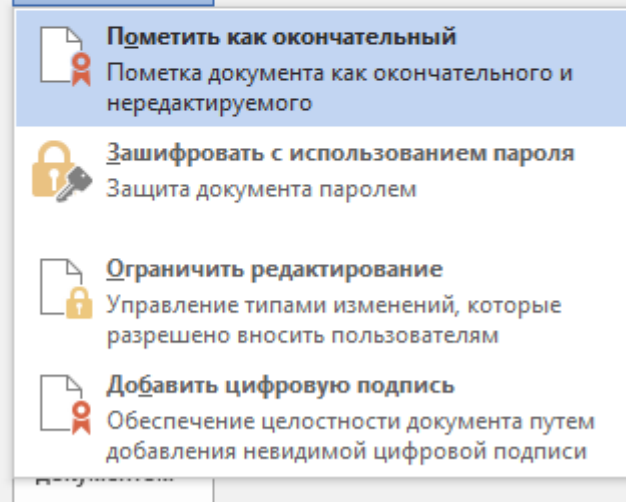 Пометить как окончательный
Пометка документа как окончательного и
нередактируемого
Зашифровать с использованием пароля
Защита документа паролем
Ограничить редактирование
Управление типами изменений, которые
разрешено вносить пользователям
Добавить цифровую подпись
Обеспечение целостности документа путем
добавления невидимой цифровой подписи